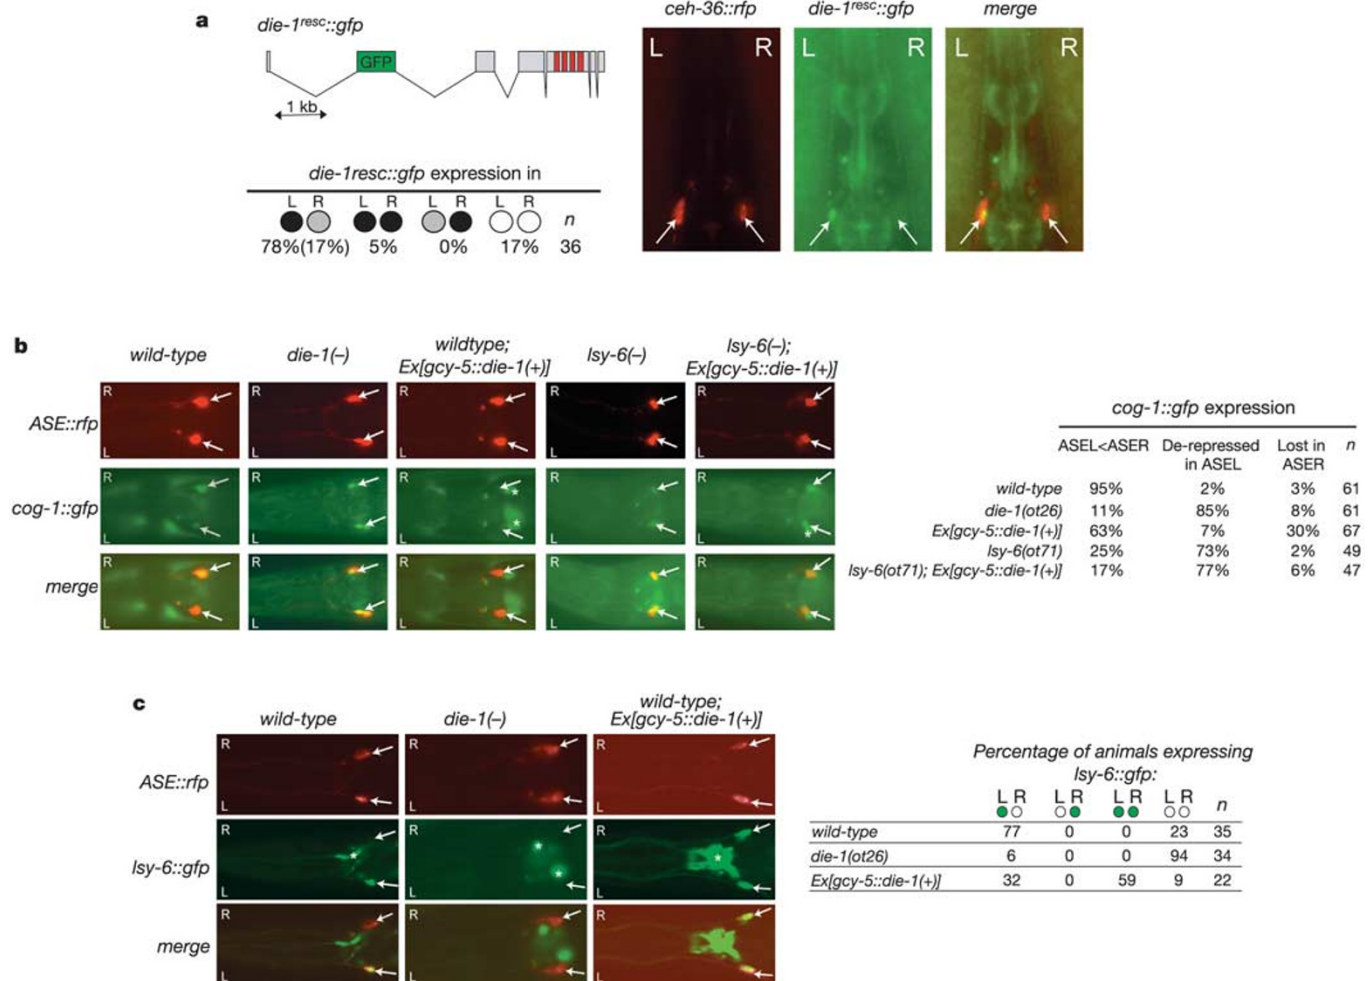 a
die-1resc::gfp
GFP
1 kb
die-1resc::gfp expression in
L R L R L R L R n
78%(17%) 5% 0% 17% 36
ceh-36::rfp die-1resc::gfp merge
L R L R L R
b
wild-type die-1(–) wildtype; Ex[gcy-5::die-1(+)] lsy-6(–) lsy-6(–); Ex[gcy-5::die-1(+)]
ASE::rfp
R R R R R
L L L L L
cog-1::gfp
R R R R R
* *
L L L L * L
merge
R R R R R
L L L L L
cog-1::gfp expression
ASELᐸASER De-repressed in ASEL Lost in ASER n
wild-type 95% 2% 3% 61
die-1(ot26) 11% 85% 8% 61
Ex[gcy-5::die-1(+)] 63% 7% 30% 67
lsy-6(ot71) 25% 73% 2% 49
lsy-6(ot71); Ex[gcy-5::die-1(+)] 17% 77% 6% 47
c
wild-type die-1(–) wild-type; Ex[gcy-5::die-1(+)]
ASE::rfp
R R R
L L L
lsy-6::gfp
R R R
* * * *
L L L
merge
R R R
L L L
Percentage of animals expressing
lsy-6::gfp:
L R L R L R L R n
wild-type 77 0 0 23 35
die-1(ot26) 6 0 0 94 34
Ex[gcy-5::die-1(+)] 32 0 59 9 22